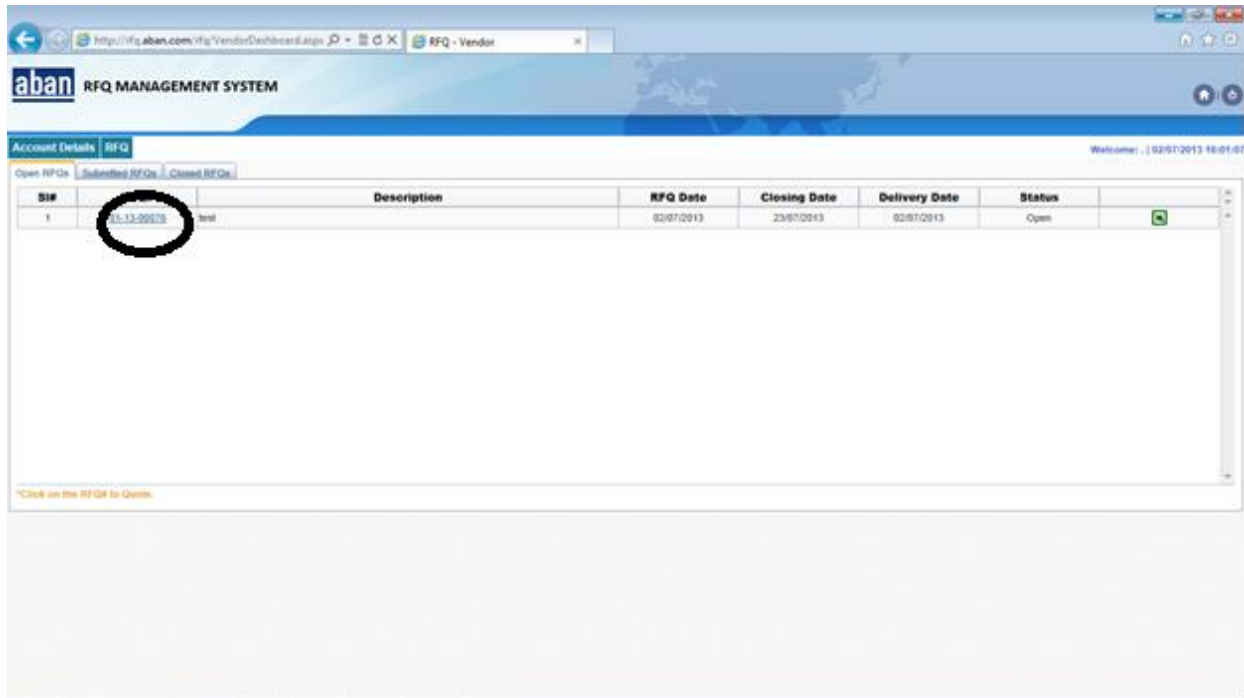 http://rfq.aban.com/rfq/VendorDashboard.aspx RFQ - Vendor
aban RFQ MANAGEMENT SYSTEM
Account Details RFQ
Welcome: . | 02/07/2013 16:01:07
Open RFQs Submitted RFQs Closed RFQs
Sl# Description RFQ Date Closing Date Delivery Date Status
1 test 02/07/2013 23/07/2013 02/07/2013 Open
*Click on the RFQ# to Quote.